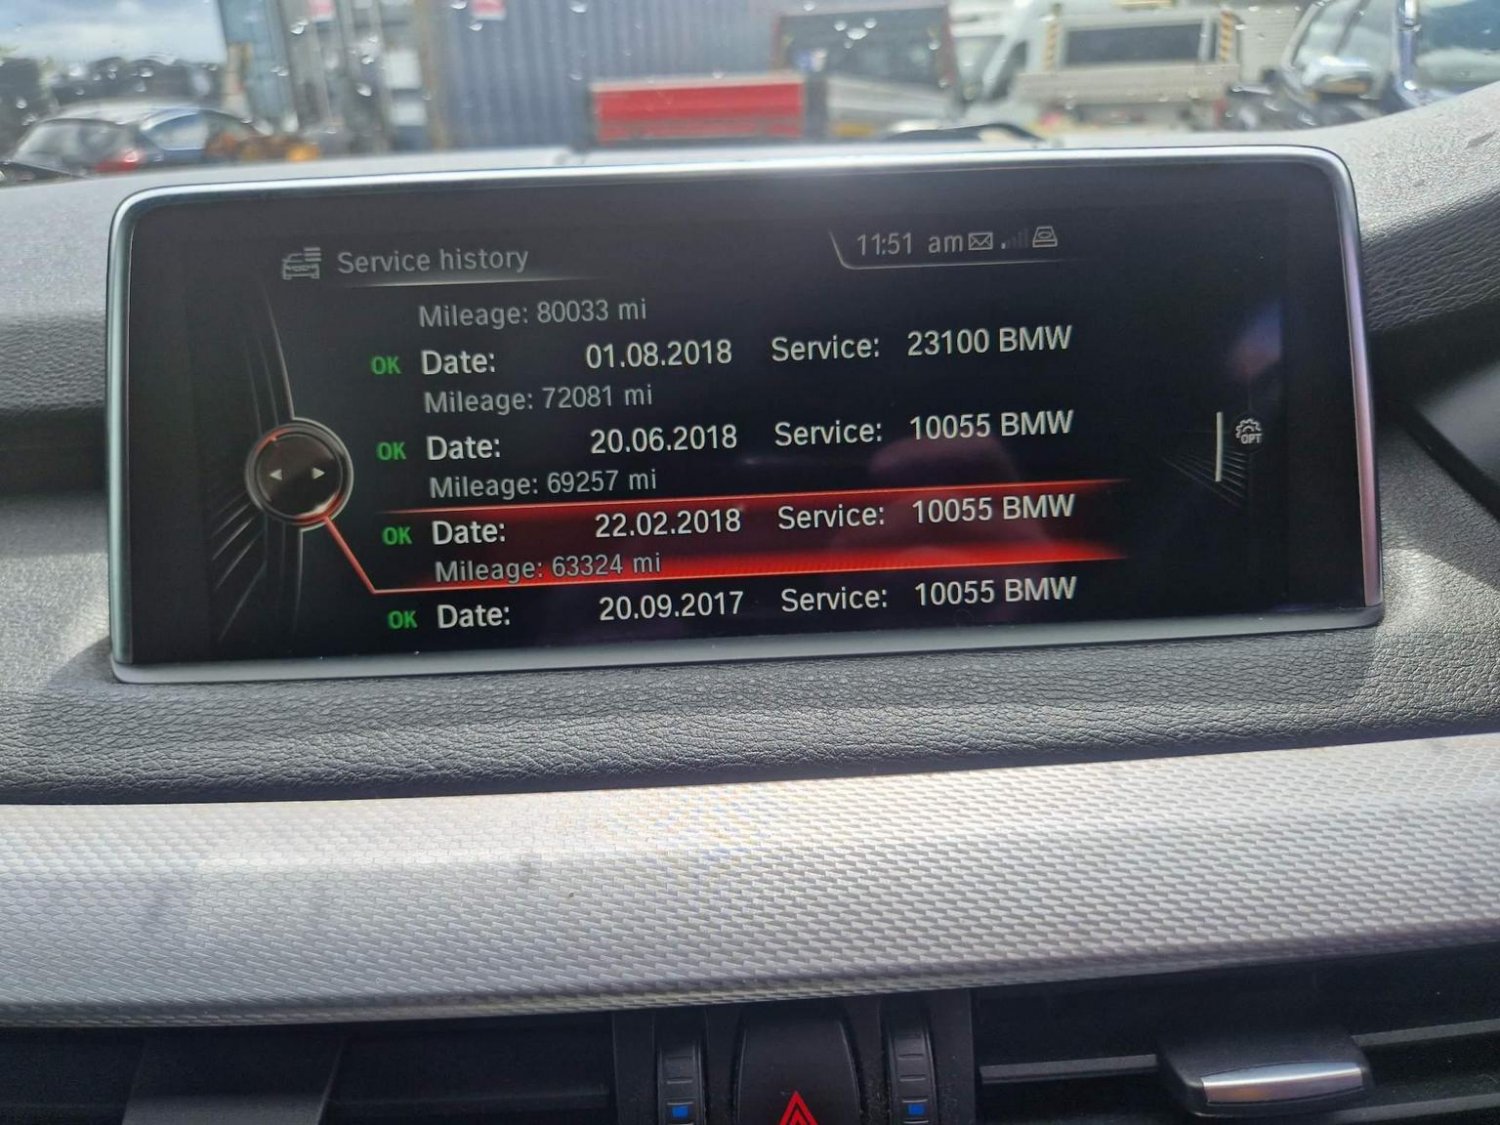 Service history
11:51 am
Mileage: 80033 mi
OK Date: 01.08.2018 Service: 23100 BMW
Mileage: 72081 mi
OK Date: 20.06.2018 Service: 10055 BMW
Mileage: 69257 mi
OPT
OK Date: 22.02.2018 Service: 10055 BMW
Mileage: 63324 mi
OK Date: 20.09.2017 Service: 10055 BMW